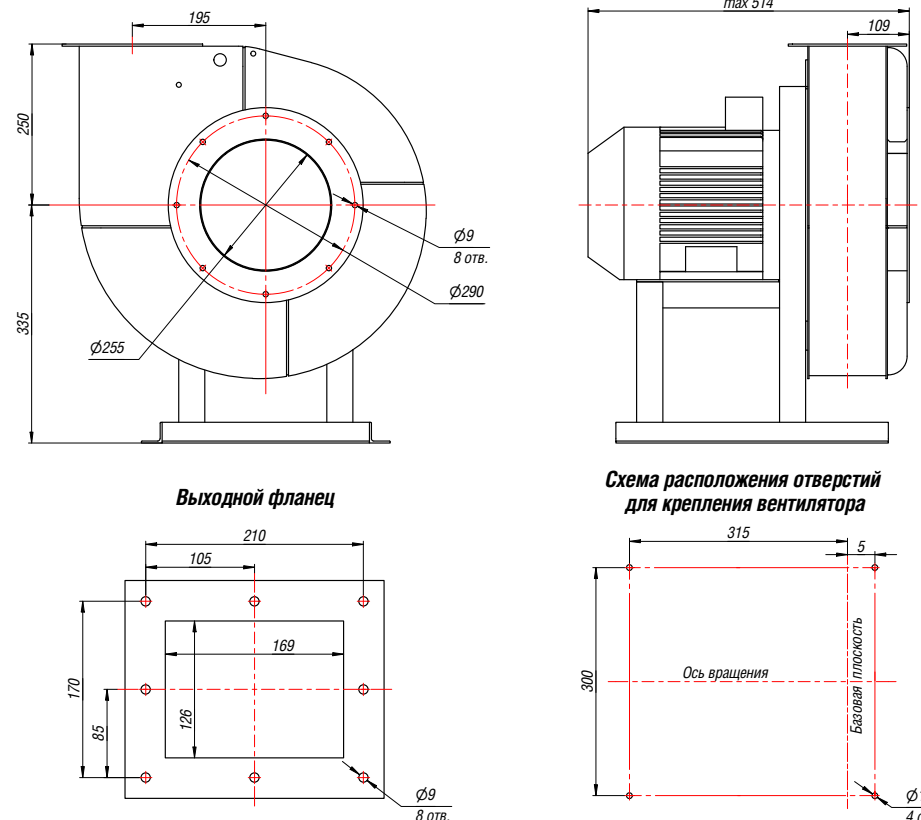 195
max 514
109
250
335
Ø9
8 отв.
Ø290
Ø255
Выходной фланец
Схема расположения отверстий
для крепления вентилятора
210
105
170
85
169
126
Ø9
8 отв.
315
5
300
Ось вращения
Базовая плоскость